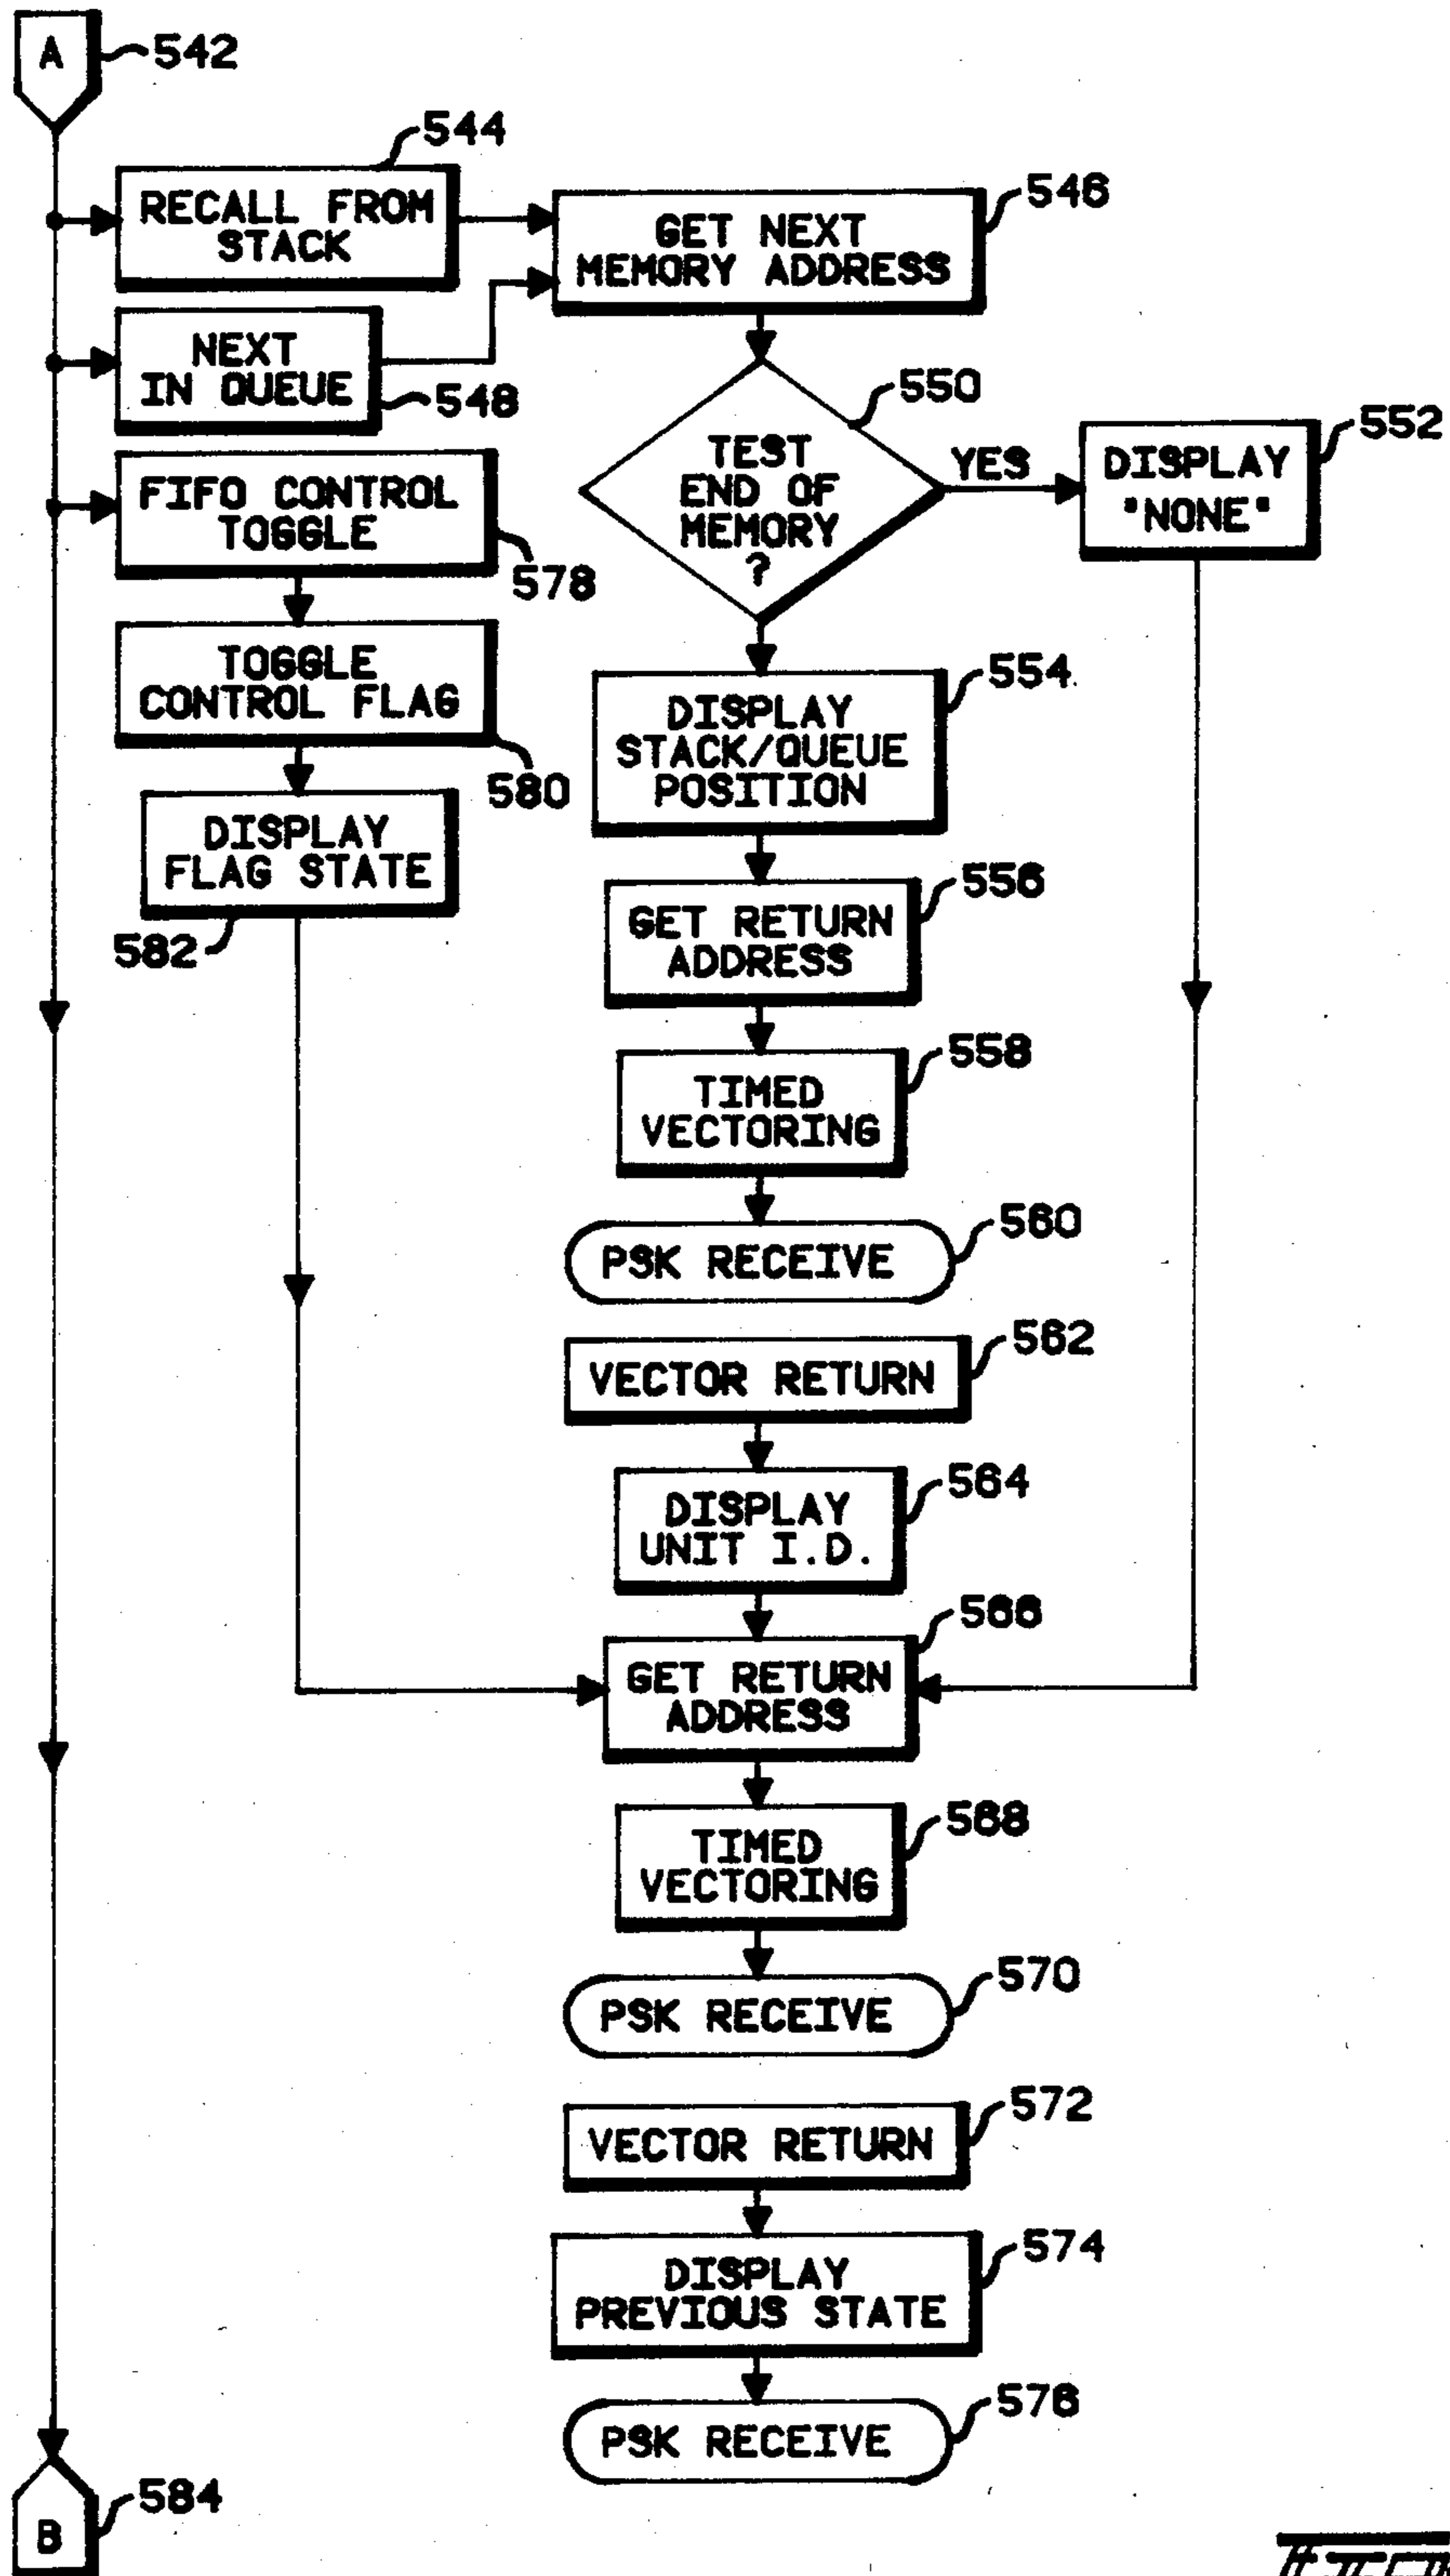 A
542
544
RECALL FROM
STACK
546
GET NEXT
MEMORY ADDRESS
NEXT
IN QUEUE
548
550
TEST
END OF
MEMORY
?
YES
552
DISPLAY
"NONE"
FIFO CONTROL
TOGGLE
578
TOGGLE
CONTROL FLAG
580
554
DISPLAY
STACK/QUEUE
POSITION
DISPLAY
FLAG STATE
582
556
GET RETURN
ADDRESS
558
TIMED
VECTORING
560
PSK RECEIVE
562
VECTOR RETURN
564
DISPLAY
UNIT I.D.
566
GET RETURN
ADDRESS
568
TIMED
VECTORING
570
PSK RECEIVE
572
VECTOR RETURN
574
DISPLAY
PREVIOUS STATE
576
PSK RECEIVE
584
B